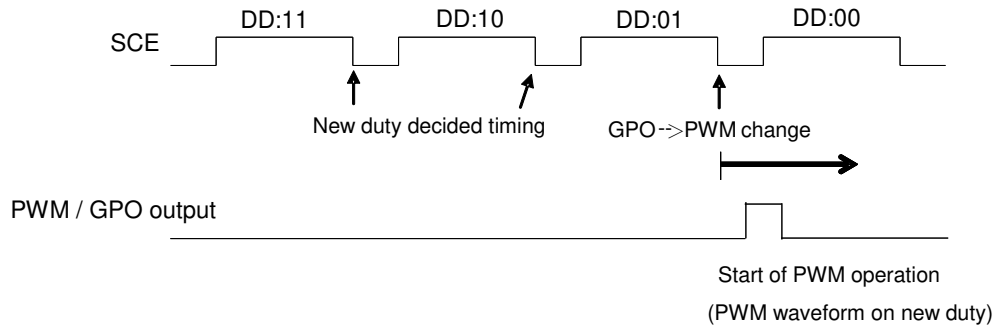 DD:11 DD:10 DD:01 DD:00
SCE
New duty decided timing
GPO-->PWM change
PWM / GPO output
Start of PWM operation
(PWM waveform on new duty)